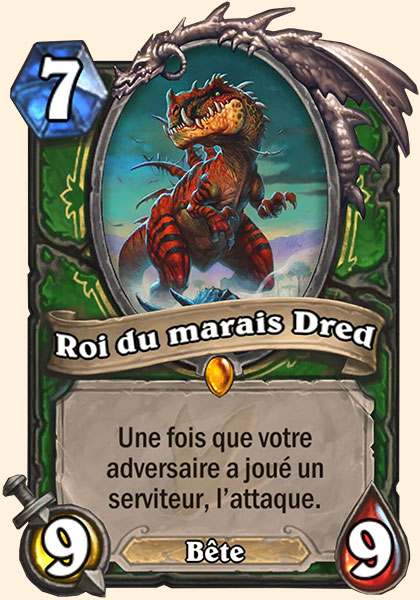 7
Roi du marais Dred
Une fois que votre
adversaire a joué un
serviteur, l’attaque.
9
Bête
9